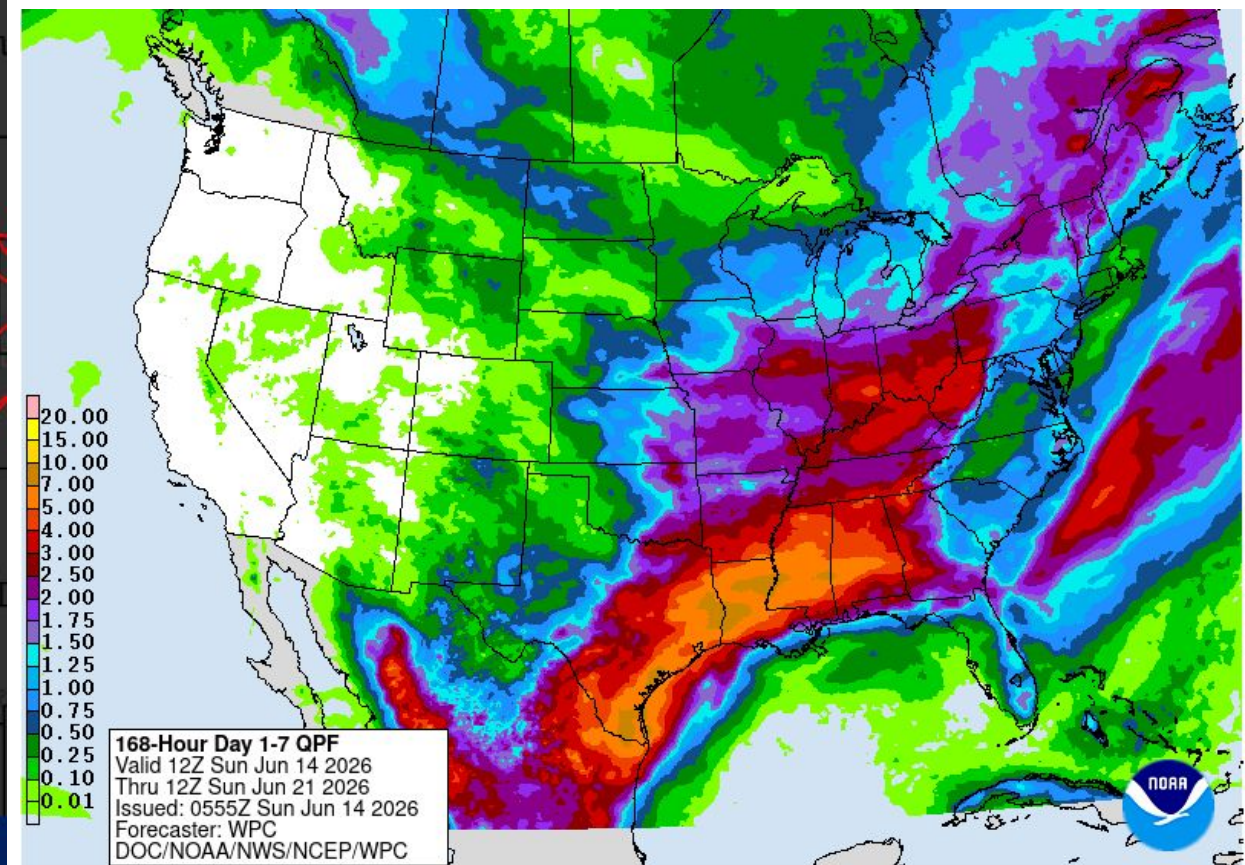 20.00
15.00
10.00
7.00
5.00
4.00
3.00
2.50
2.00
1.75
1.50
1.25
1.00
0.75
0.50
0.25
0.10
0.01
168-Hour Day 1-7 QPF
Valid 12Z Sun Jun 14 2026
Thru 12Z Sun Jun 21 2026
Issued: 0555Z Sun Jun 14 2026
Forecaster: WPC
DOC/NOAA/NWS/NCEP/WPC
NOAA